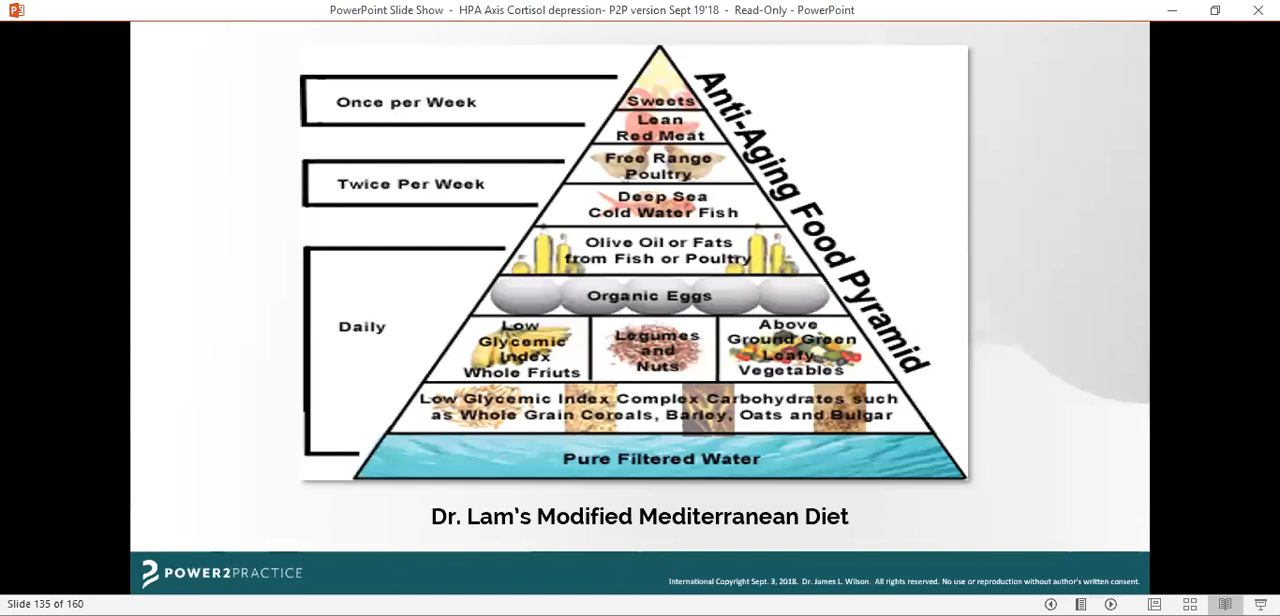 PowerPoint Slide Show - HPA Axis Cortisol depression- P2P version Sept 19'18 - Read-Only - PowerPoint
Once per Week
Twice Per Week
Daily
Sweets
Lean
Red Meat
Free Range
Poultry
Deep Sea
Cold Water Fish
Olive Oil or Fats
from Fish or Poultry
Organic Eggs
Low
Glycemic
Index
Whole Friuts
Legumes
and
Nuts
Above
Ground Green
Leafy
Vegetables
Low Glycemic Index Complex Carbohydrates such
as Whole Grain Cereals, Barley, Oats and Bulgar
Pure Filtered Water
Anti-Aging Food Pyramid
Dr. Lam's Modified Mediterranean Diet
POWER2PRACTICE
International Copyright Sept. 3, 2018. Dr. James L. Wilson. All rights reserved. No use or reproduction without author's written consent.
Slide 135 of 160